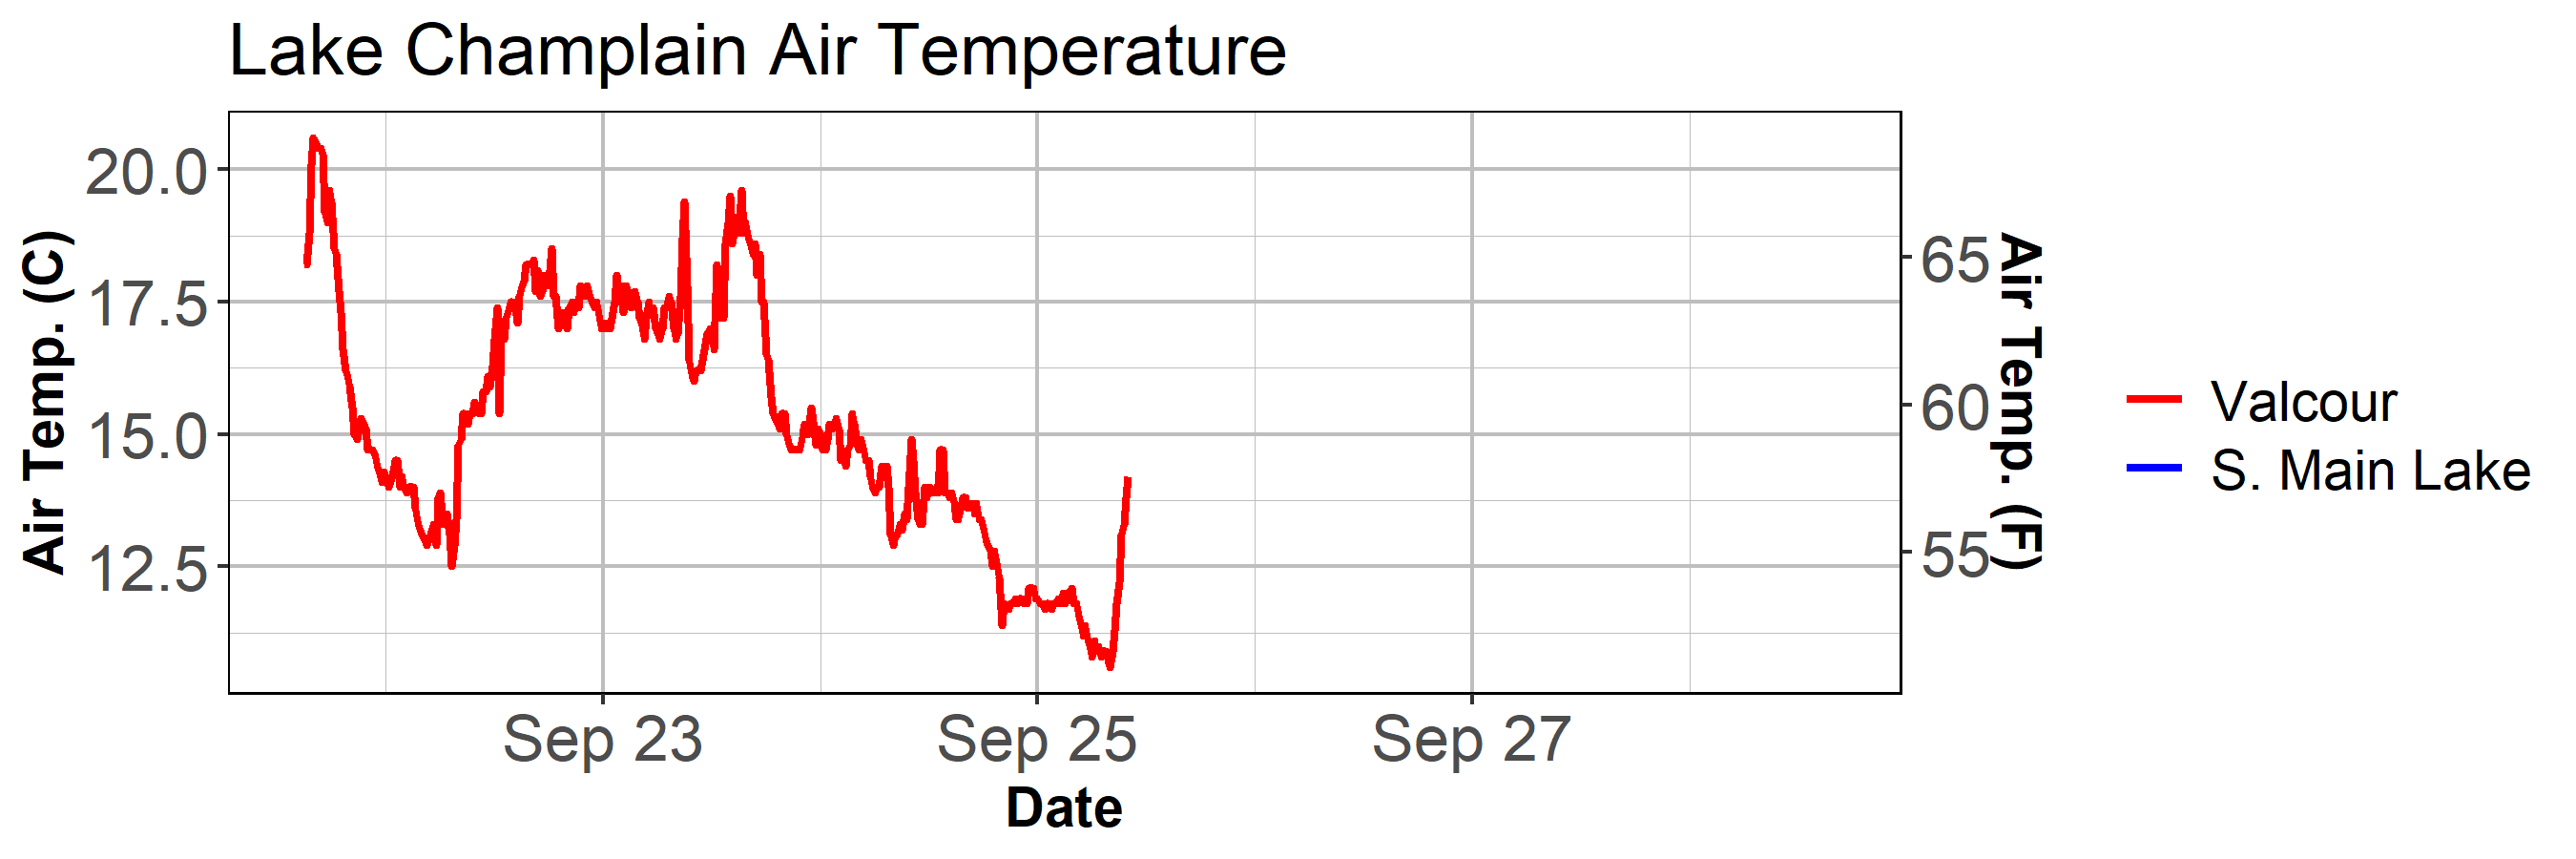 Lake Champlain Air Temperature
Air Temp. (C)
20.0
17.5
15.0
12.5
65
60
55
Air Temp. (F)
Sep 23
Sep 25
Sep 27
Date
Valcour
S. Main Lake